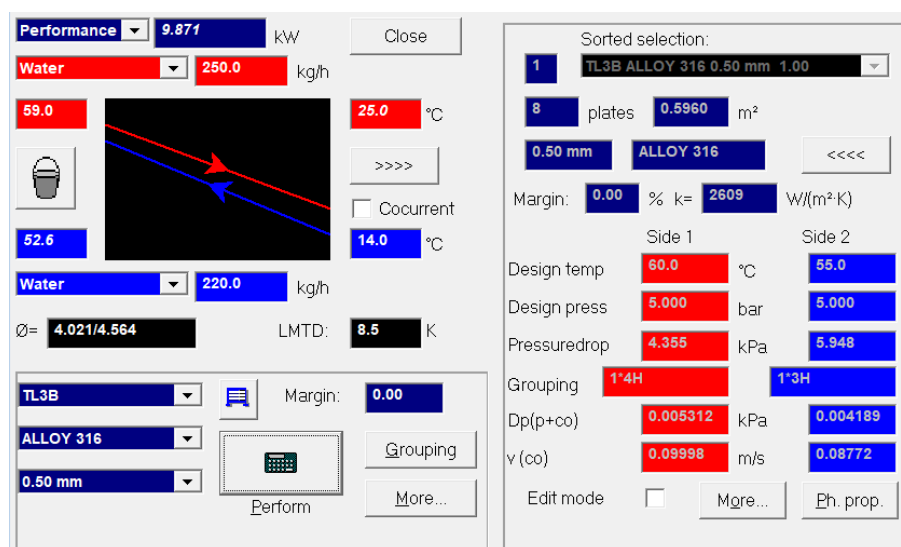 Performance 9.871 kW Close
Water 250.0 kg/h
59.0 25.0 °C
>>>>
Cocurrent
52.6 14.0 °C
Water 220.0 kg/h
Ø= 4.021/4.564 LMTD: 8.5 K
TL3B Margin: 0.00
ALLOY 316 Grouping
0.50 mm Perform More...
Sorted selection:
1 TL3B ALLOY 316 0.50 mm 1.00
8 plates 0.5960 m²
0.50 mm ALLOY 316 <<<<
Margin: 0.00 % k= 2609 W/(m²·K)
Side 1 Side 2
Design temp 60.0 °C 55.0
Design press 5.000 bar 5.000
Pressuredrop 4.355 kPa 5.948
Grouping 1*4H 1*3H
Dp(p+co) 0.005312 kPa 0.004189
v (co) 0.09998 m/s 0.08772
Edit mode More... Ph. prop.